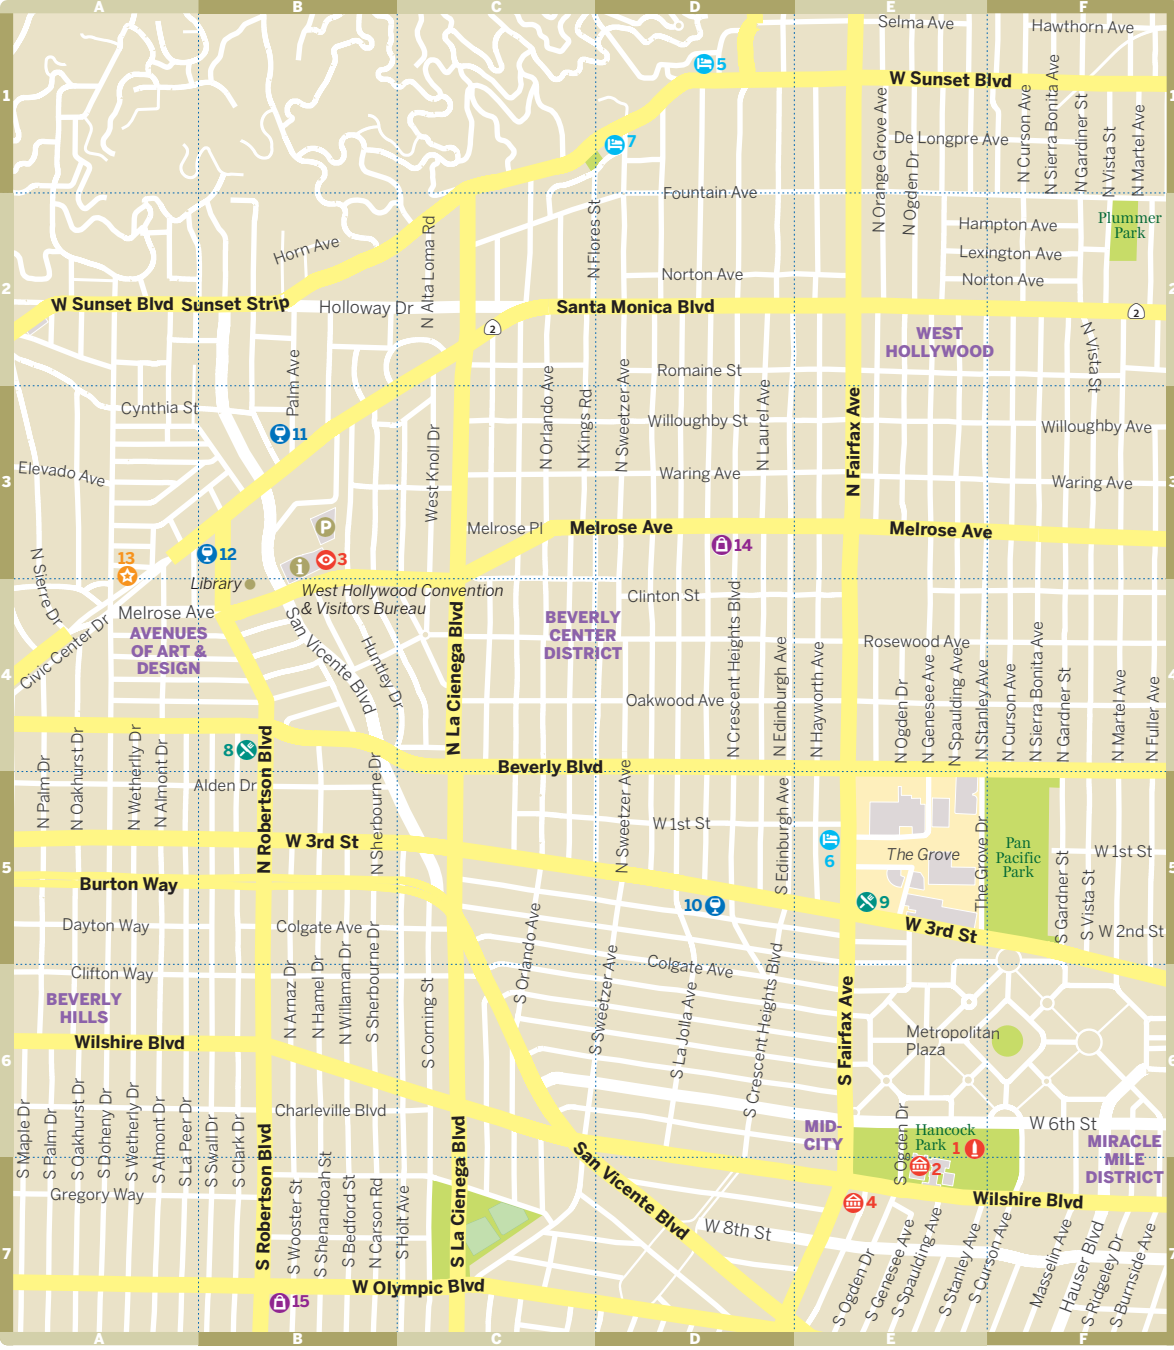 A B C D E F
Selma Ave
Hawthorn Ave
5
W Sunset Blvd
1
1
7
De Longpre Ave
N Orange Grove Ave
N Ogden Dr
N Curson Ave
N Sierra Bonita Ave
N Gardner St
N Vista St
N Martel Ave
Fountain Ave
Plummer
Park
Hampton Ave
Lexington Ave
Norton Ave
Norton Ave
Horn Ave
N Alta Loma Rd
N Flores St
2
2
W Sunset Blvd Sunset Strip
Holloway Dr
Santa Monica Blvd
2
2
WEST
HOLLYWOOD
N Vista St
Romaine St
Palm Ave
N Orlando Ave
N Kings Rd
N Sweetzer Ave
N Laurel Ave
N Fairfax Ave
Cynthia St
11
West Knoll Dr
Willoughby St
Willoughby Ave
Elevado Ave
Waring Ave
Waring Ave
3
3
P
Melrose Pl
Melrose Ave
Melrose Ave
14
13
12
i
3
Library
West Hollywood Convention
& Visitors Bureau
N Sierre Dr
Civic Center Dr
Melrose Ave
AVENUES
OF ART &
DESIGN
San Vicente Blvd
Huntley Dr
N La Cienega Blvd
BEVERLY
CENTER
DISTRICT
Clinton St
N Crescent Heights Blvd
N Edinburgh Ave
N Hayworth Ave
Rosewood Ave
N Ogden Dr
N Genesee Ave
N Spaulding Ave
N Stanley Ave
N Curson Ave
N Sierra Bonita Ave
N Gardner St
N Martel Ave
N Fuller Ave
Oakwood Ave
4
4
8
N Robertson Blvd
Beverly Blvd
N Palm Dr
N Oakhurst Dr
N Wetherlly Dr
N Almont Dr
Alden Dr
N Sherbourne Dr
N Sweetzer Ave
W 1st St
S Edinburgh Ave
6
The Grove
The Grove Dr
Pan
Pacific
Park
W 1st St
S Gardner St
S Vista St
W 3rd St
5
5
Burton Way
10
9
W 3rd St
W 2nd St
Dayton Way
Colgate Ave
Colgate Ave
Clifton Way
BEVERLY
HILLS
N Arnaz Dr
N Hamel Dr
N Willaman Dr
S Sherbourne Dr
S Corning St
S Orlando Ave
S Sweetzer Ave
S La Jolla Ave
S Crescent Heights Blvd
S Fairfax Ave
Metropolitan
Plaza
Wilshire Blvd
6
6
S Maple Dr
S Palm Dr
S Oakhurst Dr
S Doheny Dr
S Wetherly Dr
S Almont Dr
S La Peer Dr
S Swall Dr
S Clark Dr
Charleville Blvd
S Robertson Blvd
S La Cienega Blvd
MID-
CITY
S Ogden Dr
Hancock
Park
1
2
W 6th St
MIRACLE
MILE
DISTRICT
Gregory Way
S Wooster St
S Shenandoah St
S Bedford St
N Carson Rd
S Holt Ave
San Vicente Blvd
W 8th St
4
Wilshire Blvd
7
7
S Ogden Dr
S Genesee Ave
S Spaulding Ave
S Stanley Ave
S Curson Ave
Masselin Ave
Hauser Blvd
S Ridgeley Dr
S Burnside Ave
W Olympic Blvd
15
A B C D E F